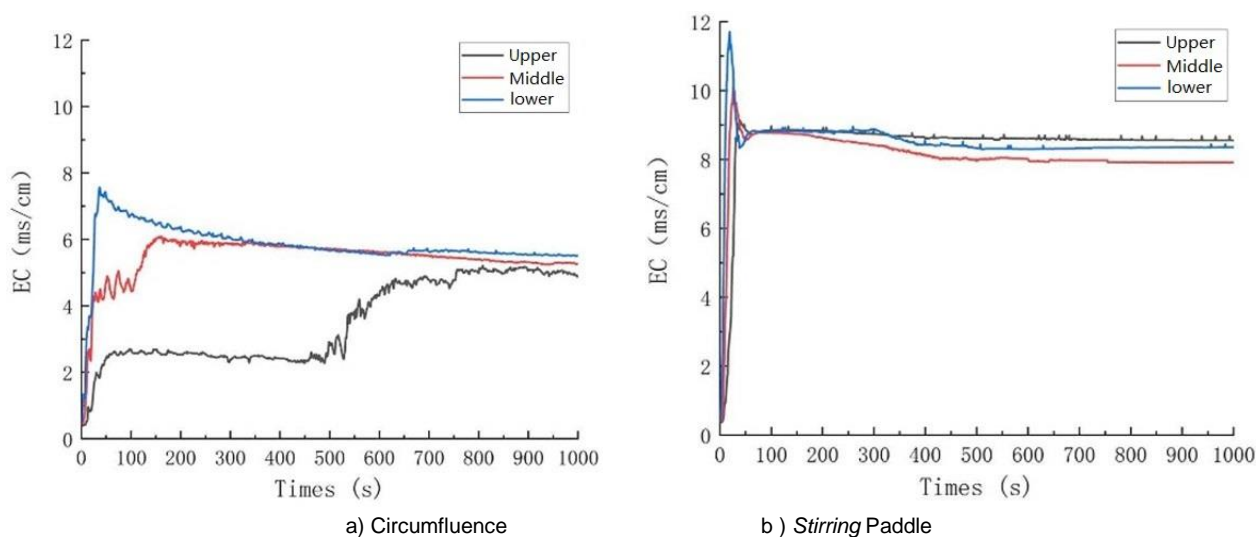 12
10
8
6
4
2
0
EC (ms/cm)
Upper
Middle
lower
0 100 200 300 400 500 600 700 800 900 1000
Times (s)
a) Circumfluence
12
10
8
6
4
2
0
EC (ms/cm)
Upper
Middle
lower
0 100 200 300 400 500 600 700 800 900 1000
Times (s)
b ) Stirring Paddle